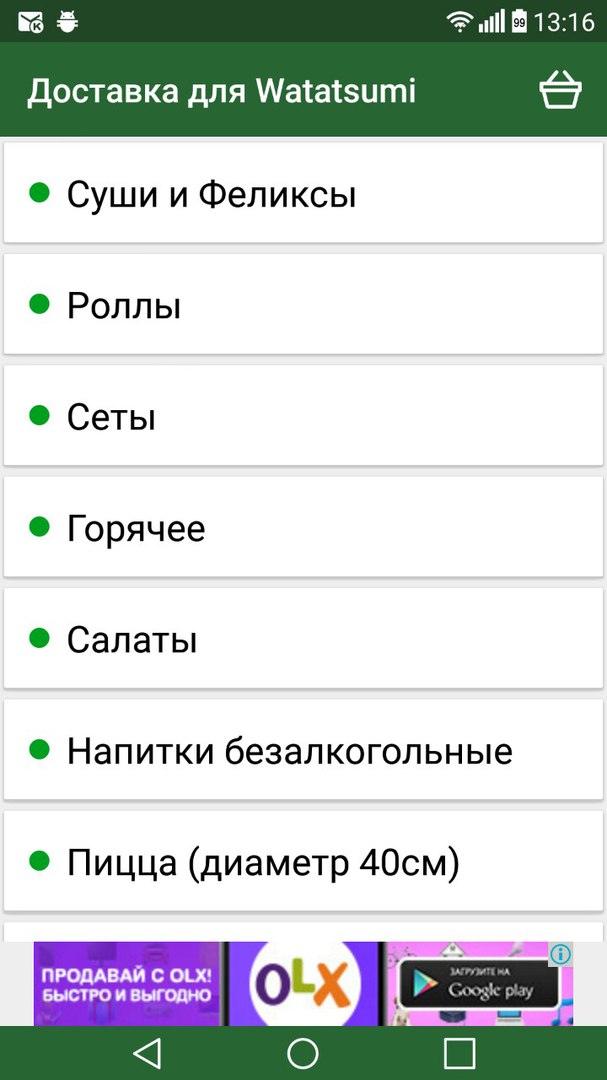 99 13:16
Доставка для Watatsumi
Суши и Феликсы
Роллы
Сеты
Горячее
Салаты
Напитки безалкогольные
Пицца (диаметр 40см)
ПРОДАВАЙ С OLX!
БЫСТРО И ВЫГОДНО
OLX
ЗАГРУЗИТЕ НА
Google play